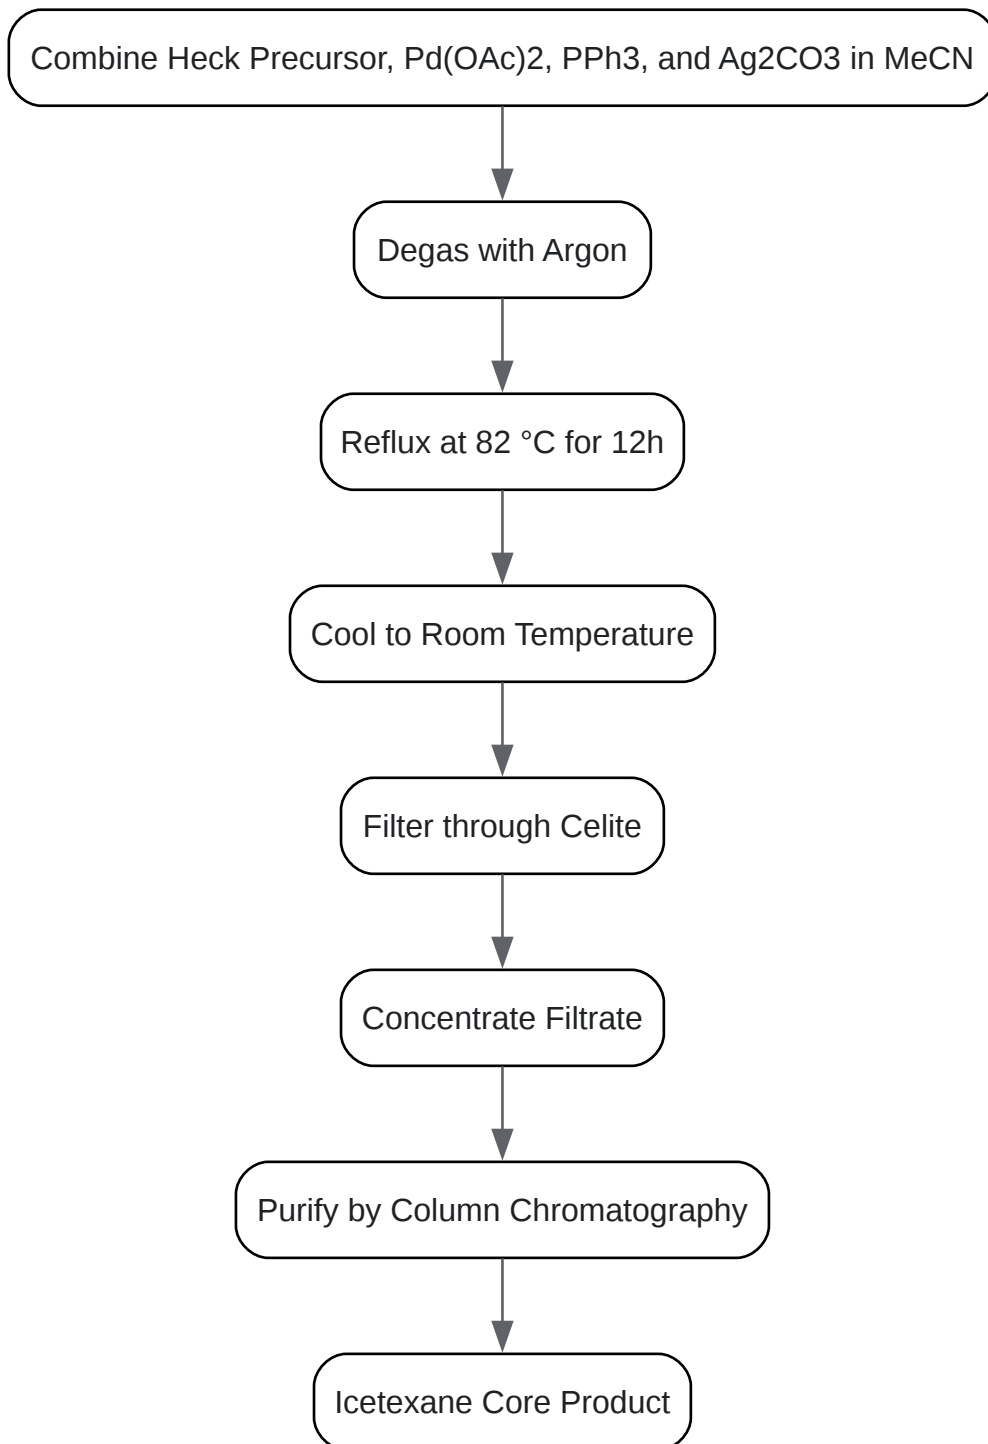 Combine Heck Precursor, Pd(OAc)2, PPh3, and Ag2CO3 in MeCN
Degas with Argon
Reflux at 82 °C for 12h
Cool to Room Temperature
Filter through Celite
Concentrate Filtrate
Purify by Column Chromatography
Icetexane Core Product